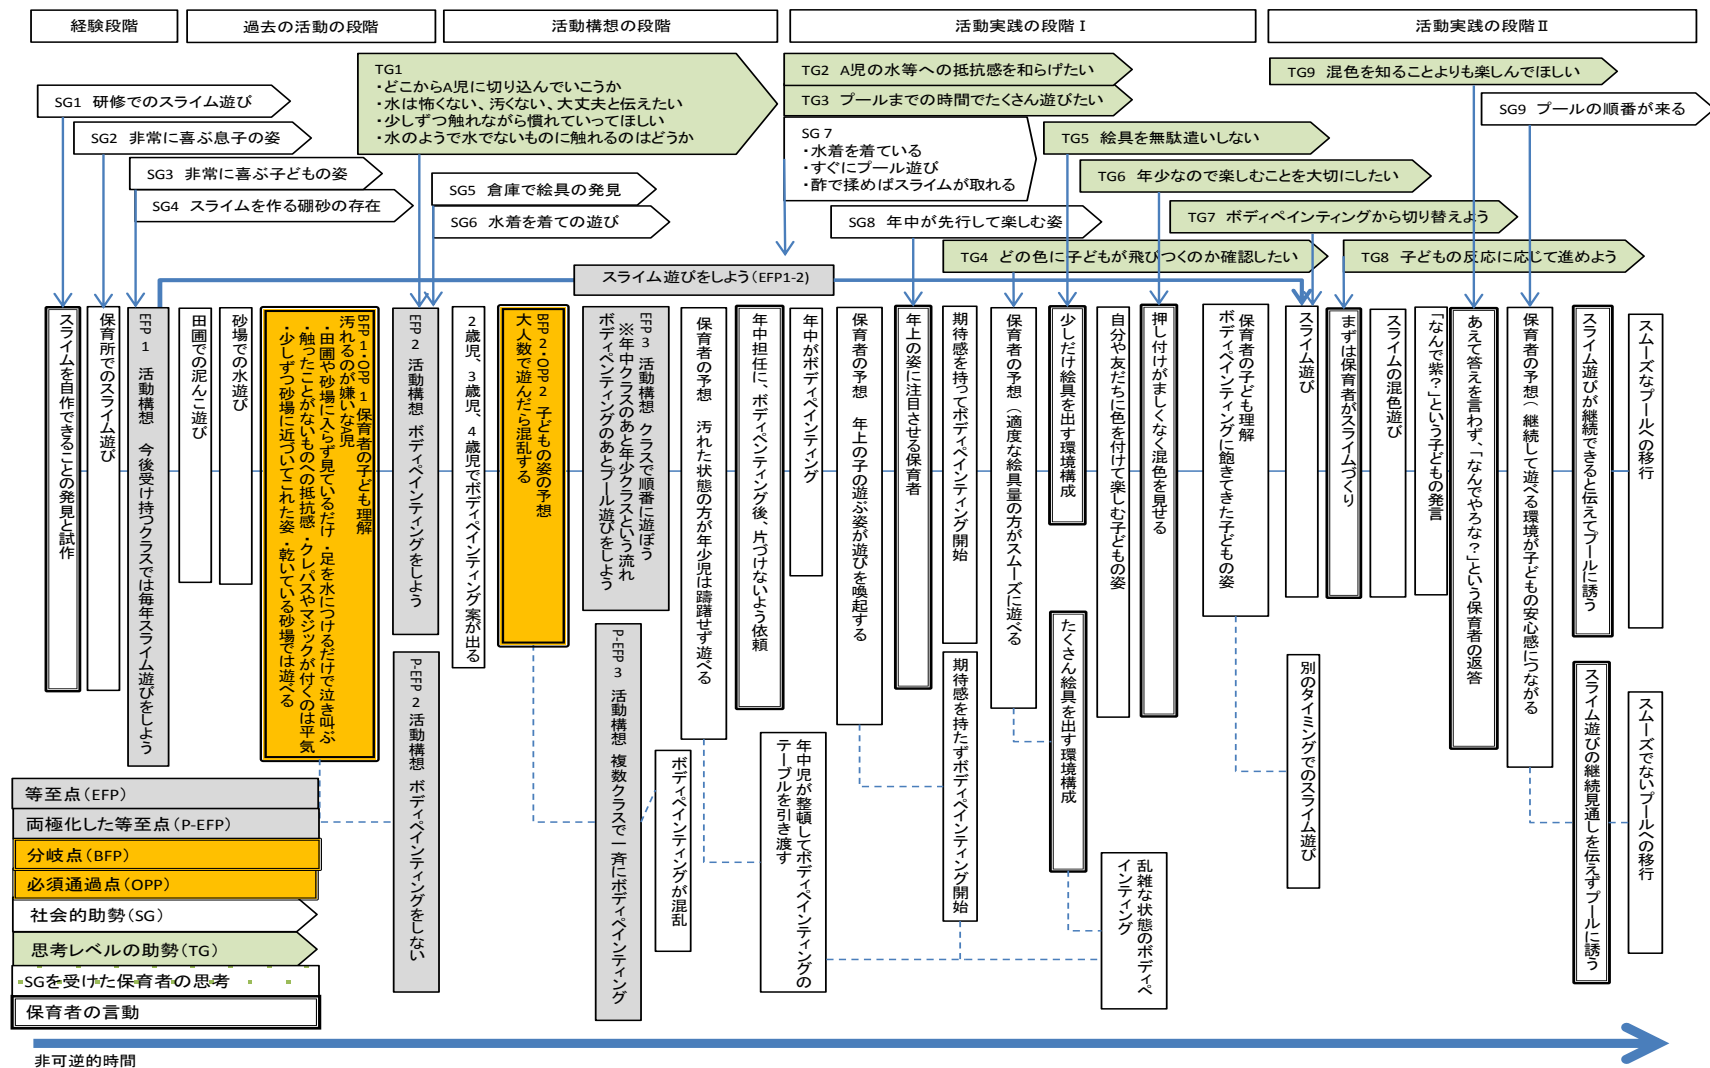 経験段階
過去の活動の段階
活動構想の段階
活動実践の段階Ⅰ
活動実践の段階Ⅱ
SG1 研修でのスライム遊び
SG2 非常に喜ぶ息子の姿
SG3 非常に喜ぶ子どもの姿
SG4 スライムを作る硼砂の存在
TG1
・どこからA児に切り込んでいこうか
・水は怖くない、汚くない、大丈夫と伝えたい
・少しずつ触れながら慣れていってほしい
・水のようで水でないものに触れるのはどうか
SG5 倉庫で絵具の発見
SG6 水着を着ての遊び
TG2 A児の水等への抵抗感を和らげたい
TG3 プールまでの時間でたくさん遊びたい
SG 7
・水着を着ている
・すぐにプール遊び
・酢で揉めばスライムが取れる
SG8 年中が先行して楽しむ姿
TG4 どの色に子どもが飛びつくのか確認したい
TG5 絵具を無駄遣いしない
TG6 年少なので楽しむことを大切にしたい
TG7 ボディペインティングから切り替えよう
TG8 子どもの反応に応じて進めよう
TG9 混色を知ることよりも楽しんでほしい
SG9 プールの順番が来る
スライム遊びをしよう(EFP1-2)
スライムを自作できることの発見と試作
保育所でのスライム遊び
EFP 1 活動構想 今後受け持つクラスでは毎年スライム遊びをしよう
田圃での泥んこ遊び
砂場での水遊び
BFP1・OPP 1 保育者の子ども理解
汚れるのが嫌いなA児
・田圃や砂場に入らず見ているだけ ・足を水につけるだけで泣き叫ぶ
・触ったことがないものへの抵抗感 ・クレパスやマジックが付くのは平気
・少しずつ砂場に近づいてこれた姿 ・乾いている砂場では遊べる
EFP 2 活動構想 ボディペインティングをしよう
P-EFP 2 活動構想 ボディペインティングをしない
2歳児、3歳児、4歳児でボディペインティング案が出る
BFP2・OPP 2 子どもの姿の予想
大人数で遊んだら混乱する
EFP 3 活動構想 クラスで順番に遊ぼう
※年中クラスのあと年少クラスという流れ
ボディペンティングのあとプール遊びをしよう
P-EFP 3 活動構想 複数クラスで一斉にボディペインティング
ボディペインティングが混乱
保育者の予想 汚れた状態の方が年少児は躊躇せず遊べる
年中担任に、ボディペンティング後、片づけないよう依頼
年中児が整頓してボディペインティングの
テーブルを引き渡す
年中がボディペインティング
保育者の予想 年上の子の遊ぶ姿が遊びを喚起する
年上の姿に注目させる保育者
期待感を持ってボディペインティング開始
期待感を持たずボディペインティング開始
保育者の予想(適度な絵具量の方がスムーズに遊べる
少しだけ絵具を出す環境構成
たくさん絵具を出す環境構成
自分や友だちに色を付けて楽しむ子どもの姿
乱雑な状態のボディペ
インティング
押し付けがましくなく混色を見せる
保育者の子ども理解
ボディペインティングに飽きてきた子どもの姿
スライム遊び
別のタイミングでのスライム遊び
まずは保育者がスライムづくり
スライムの混色遊び
「なんで紫?」という子どもの発言
あえて答えを言わず、「なんでやろな?」という保育者の返答
保育者の予想(継続して遊べる環境が子どもの安心感につながる
スライム遊びが継続できると伝えてプールに誘う
スライム遊びの継続見通しを伝えずプールに誘う
スムーズなプールへの移行
スムーズでないプールへの移行
等至点(EFP)
両極化した等至点(P-EFP)
分岐点(BFP)
必須通過点(OPP)
社会的助勢(SG)
思考レベルの助勢(TG)
SGを受けた保育者の思考
保育者の言動
非可逆的時間